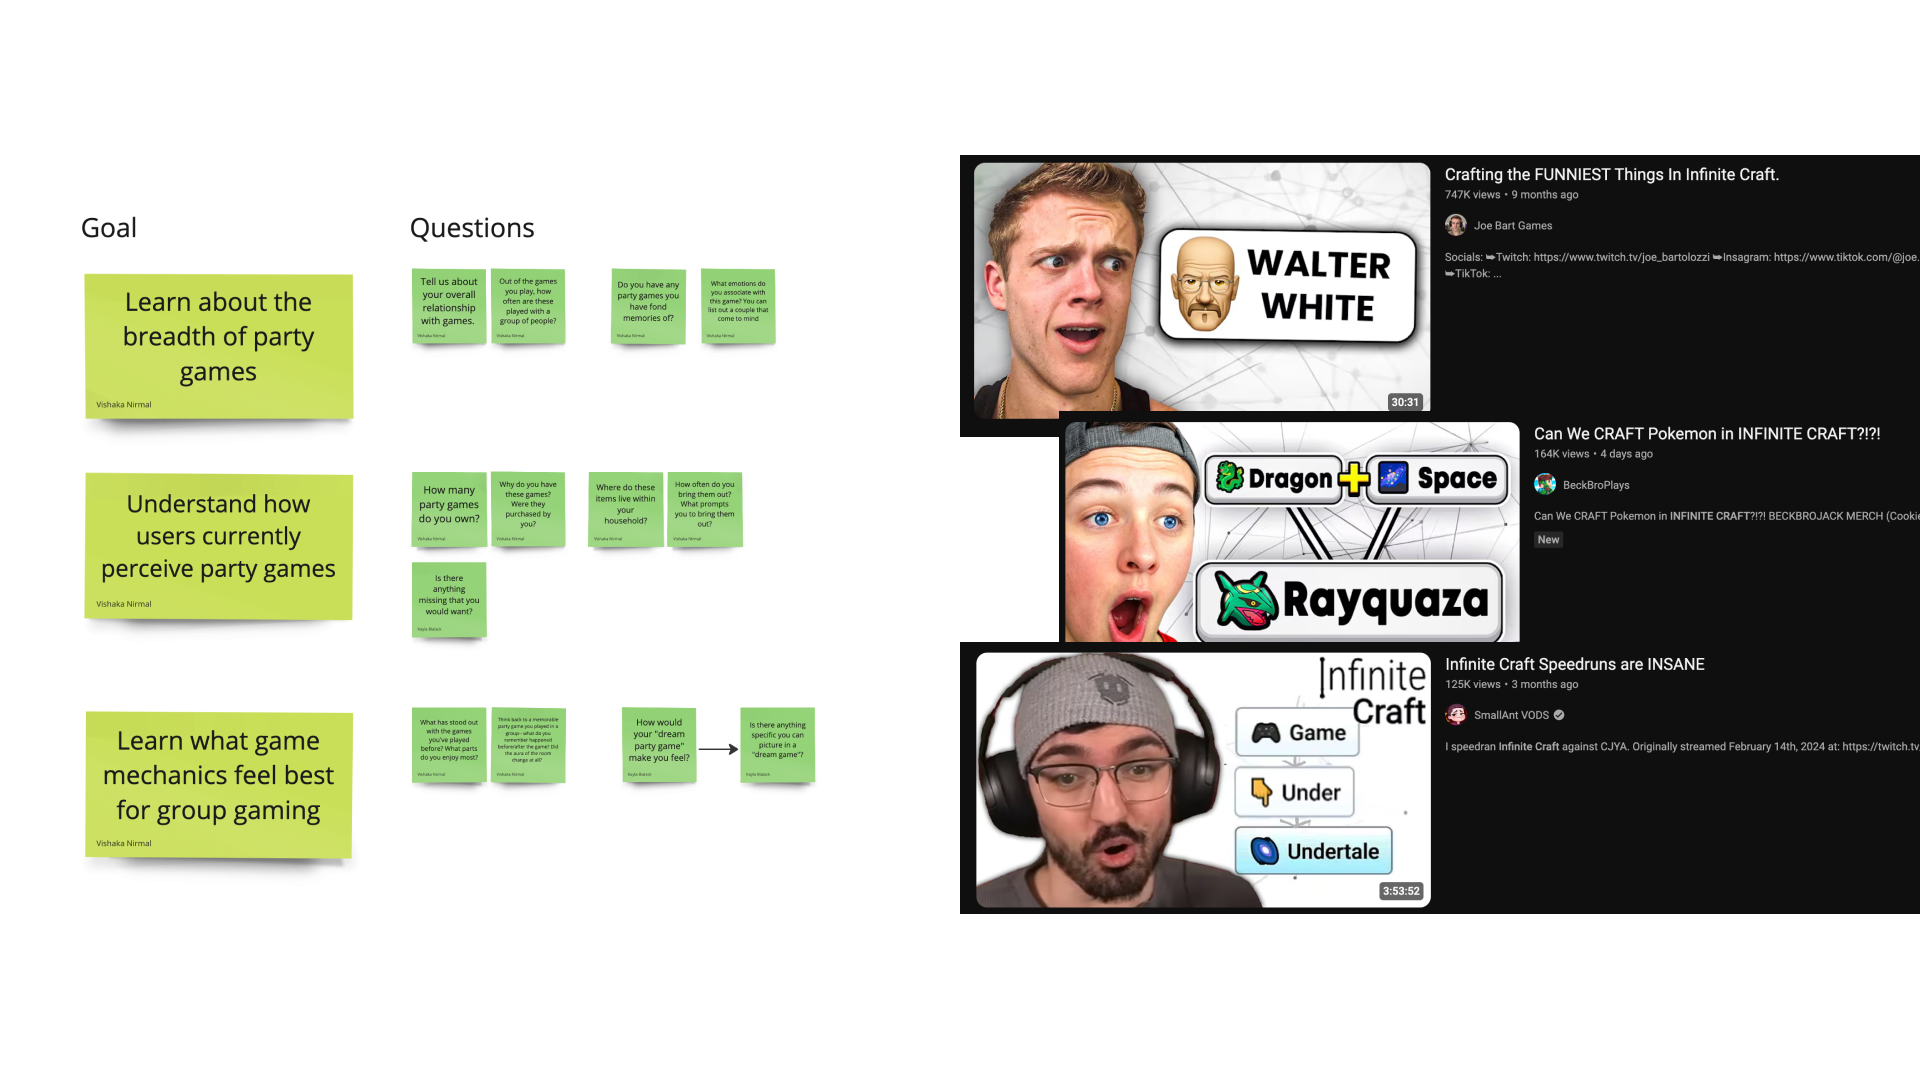 Goal
Questions
Learn about the
breadth of party
games
Vishaka Nirmal
Tell us about
your overall
relationship
with games.
Vishaka Nirmal
Out of the games
you play, how
often are these
played with a
group of people?
Vishaka Nirmal
Do you have any
party games you
have fond
memories of?
Vishaka Nirmal
What emotions do
you associate with
this game? You can
list out a couple that
come to mind
Vishaka Nirmal
Understand how
users currently
perceive party games
Vishaka Nirmal
How many
party games
do you own?
Vishaka Nirmal
Why do you have
these games?
Were they
purchased by
you?
Vishaka Nirmal
Where do these
items live within
your
household?
Vishaka Nirmal
How often do you
bring them out?
What prompts
you to bring them
out?
Vishaka Nirmal
Is there
anything
missing that you
would want?
Kayla Blalack
Learn what game
mechanics feel best
for group gaming
Vishaka Nirmal
What has stood out
with the games
you've played
before? What parts
do you enjoy most?
Vishaka Nirmal
Think back to a memorable
party game you played in a
group - what do you
remember happened
before/after the game? Did
the aura of the room
change at all?
Vishaka Nirmal
How would
your "dream
party game"
make you feel?
Kayla Blalack
Is there anything
specific you can
picture in a
"dream game"?
Kayla Blalack
WALTER
WHITE
30:31
Crafting the FUNNIEST Things In Infinite Craft.
747K views • 9 months ago
Joe Bart Games
Socials: ➥Twitch: https://www.twitch.tv/joe_bartolozzi ➥Insagram: https://www.tiktok.com/@joe.
➥TikTok: ...
Dragon + Space
Rayquaza
Can We CRAFT Pokemon in INFINITE CRAFT?!?!
164K views • 4 days ago
BeckBroPlays
Can We CRAFT Pokemon in INFINITE CRAFT?!?! BECKBROJACK MERCH (Cookie
New
Infinite
Craft
Game
Under
Undertale
3:53:52
Infinite Craft Speedruns are INSANE
125K views • 3 months ago
SmallAnt VODS
I speedran Infinite Craft against CJYA. Originally streamed February 14th, 2024 at: https://twitch.tv